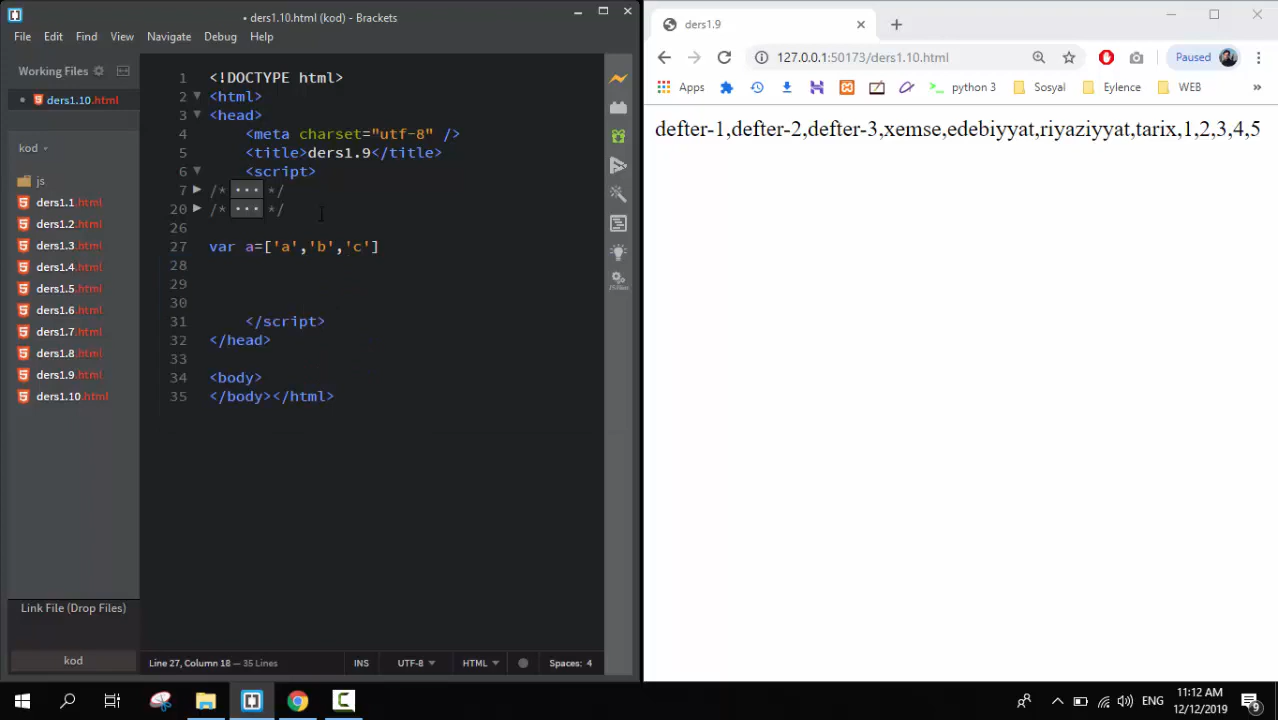 • ders1.10.html (kod) - Brackets
File Edit Find View Navigate Debug Help
Working Files
• ders1.10.html
kod
js
ders1.1.html
ders1.2.html
ders1.3.html
ders1.4.html
ders1.5.html
ders1.6.html
ders1.7.html
ders1.8.html
ders1.9.html
ders1.10.html
Link File (Drop Files)
kod
1 <!DOCTYPE html>
2 <html>
3 <head>
4 <meta charset="utf-8" />
5 <title>ders1.9</title>
6 <script>
7 /* ... */
20 /* ... */
26
27 var a=['a','b','c']
28
29
30
31 </script>
32 </head>
33
34 <body>
35 </body></html>
Line 27, Column 18 — 35 Lines INS UTF-8 HTML Spaces: 4
ders1.9
127.0.0.1:50173/ders1.10.html Paused
Apps python 3 Sosyal Eylence WEB »
defter-1,defter-2,defter-3,xemse,edebiyyat,riyaziyyat,tarix,1,2,3,4,5
ENG
11:12 AM
12/12/2019
9